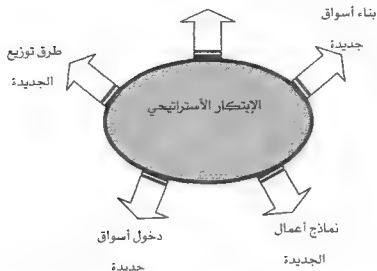 بناء أسواق
جديدة
طرق توزيع
الجديدة
الإبتكار الأستراتيجي
نماذج أعمال
الجديدة
دخول أسواق
جديدة